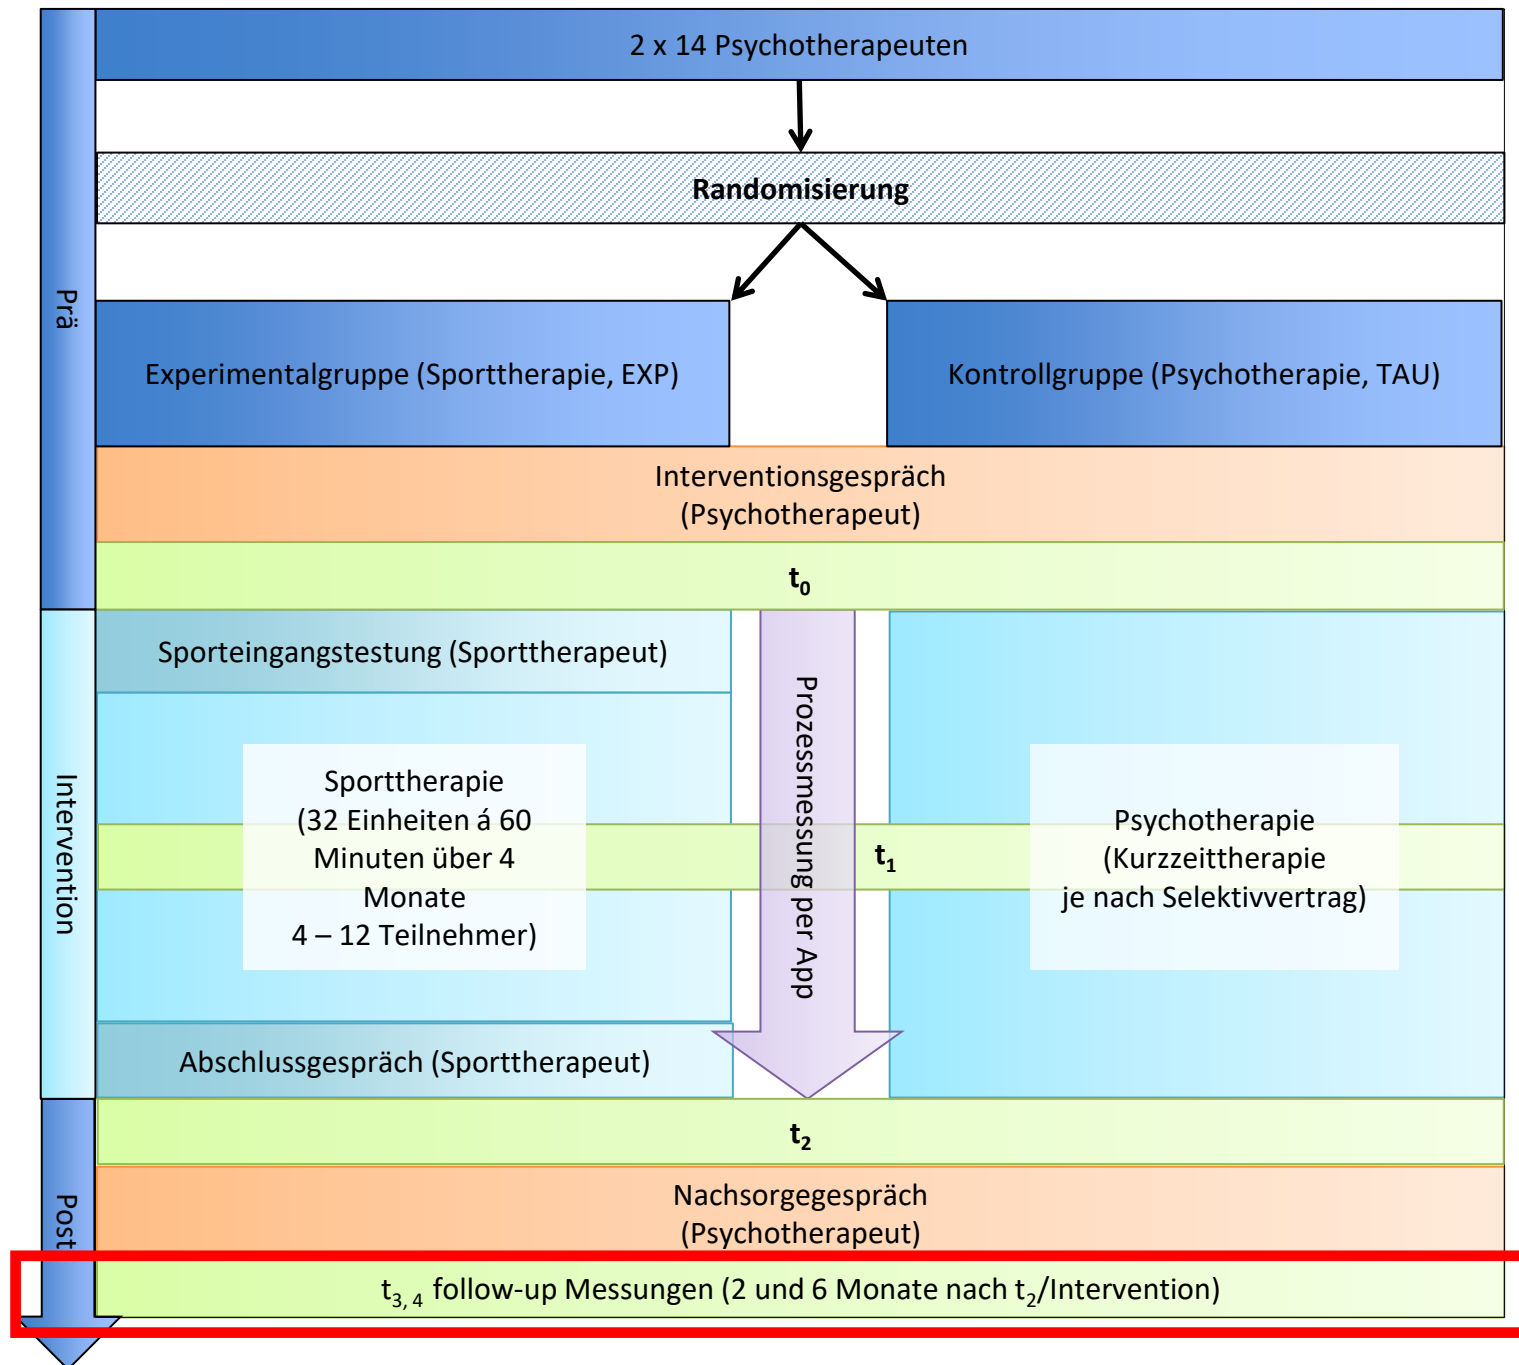 2 x 14 Psychotherapeuten
Randomisierung
Prä
Experimentalgruppe (Sporttherapie, EXP)
Kontrollgruppe (Psychotherapie, TAU)
Interventionsgespräch
(Psychotherapeut)
t0
Intervention
Sporteingangstestung (Sporttherapeut)
Sporttherapie
(32 Einheiten á 60
Minuten über 4
Monate
4 – 12 Teilnehmer)
Prozessmessung per App
t1
Psychotherapie
(Kurzzeittherapie
je nach Selektivvertrag)
Abschlussgespräch (Sporttherapeut)
Post
t2
Nachsorgegespräch
(Psychotherapeut)
t3, 4 follow-up Messungen (2 und 6 Monate nach t2/Intervention)